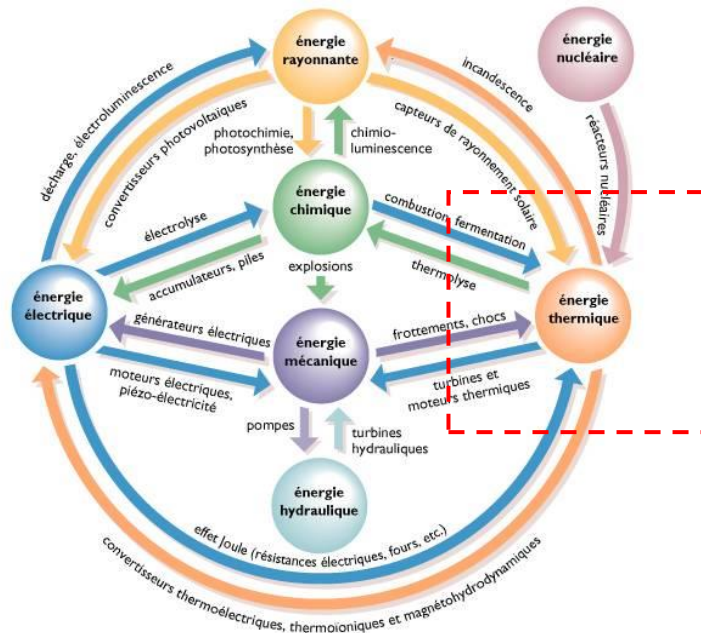 énergie
rayonnante
énergie
nucléaire
décharge, électroluminescence
convertisseurs photovoltaïques
photochimie,
photosynthèse
chimio-
luminescence
capteurs de rayonnement solaire
incandescence
réacteurs nucléaires
énergie
chimique
électrolyse
accumulateurs, piles
combustion, fermentation
thermolyse
explosions
énergie
électrique
énergie
thermique
générateurs électriques
énergie
mécanique
frottements, chocs
moteurs électriques,
piézo-électricité
turbines et
moteurs thermiques
pompes
turbines
hydrauliques
énergie
hydraulique
effet Joule (résistances électriques, fours, etc.)
convertisseurs thermoélectriques, thermoïoniques et magnétohydrodynamiques